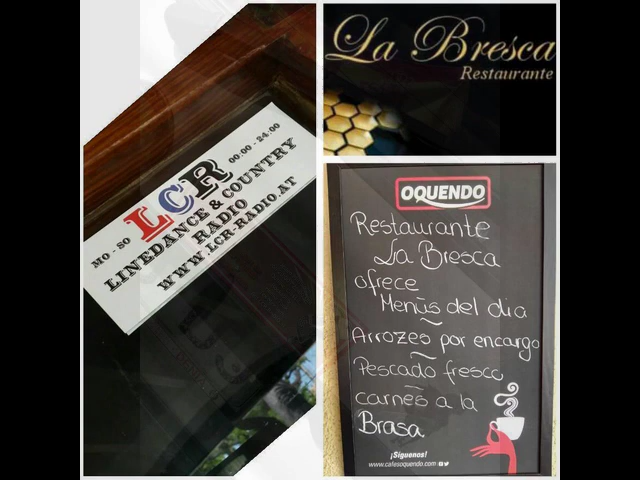 MO - SO LCR 00.00 - 24.00
LINEDANCE & COUNTRY
RADIO
WWW.LCR-RADIO.AT
La Bresca
Restaurante
OQUENDO
Restaurante
La Bresca
ofrece
Menùs del dia
Arrozes por encargo
Pescado fresco
carnes a la
Brasa
¡Síguenos!
www.cafesoquendo.com